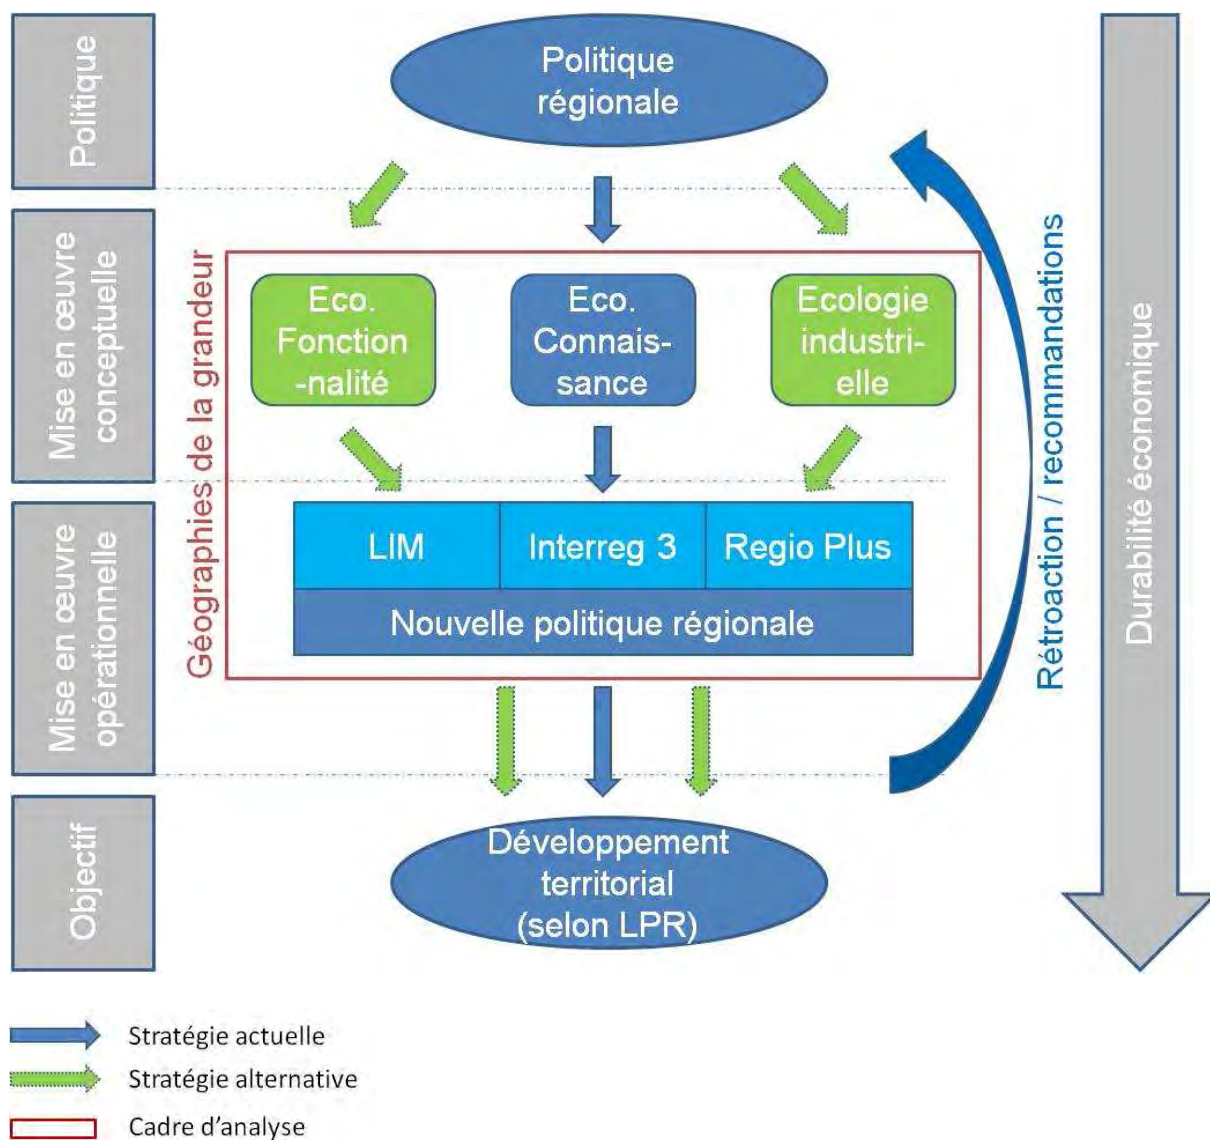 Politique
Politique
régionale
Mise en œuvre
conceptuelle
Géographies de la grandeur
Eco.
Fonction
-nalité
Eco.
Connais-
sance
Ecologie
industri-
elle
Mise en œuvre
opérationnelle
LIM
Interreg 3
Regio Plus
Nouvelle politique régionale
Rétroaction / recommandations
Durabilité économique
Objectif
Développement
territorial
(selon LPR)
Stratégie actuelle
Stratégie alternative
Cadre d'analyse